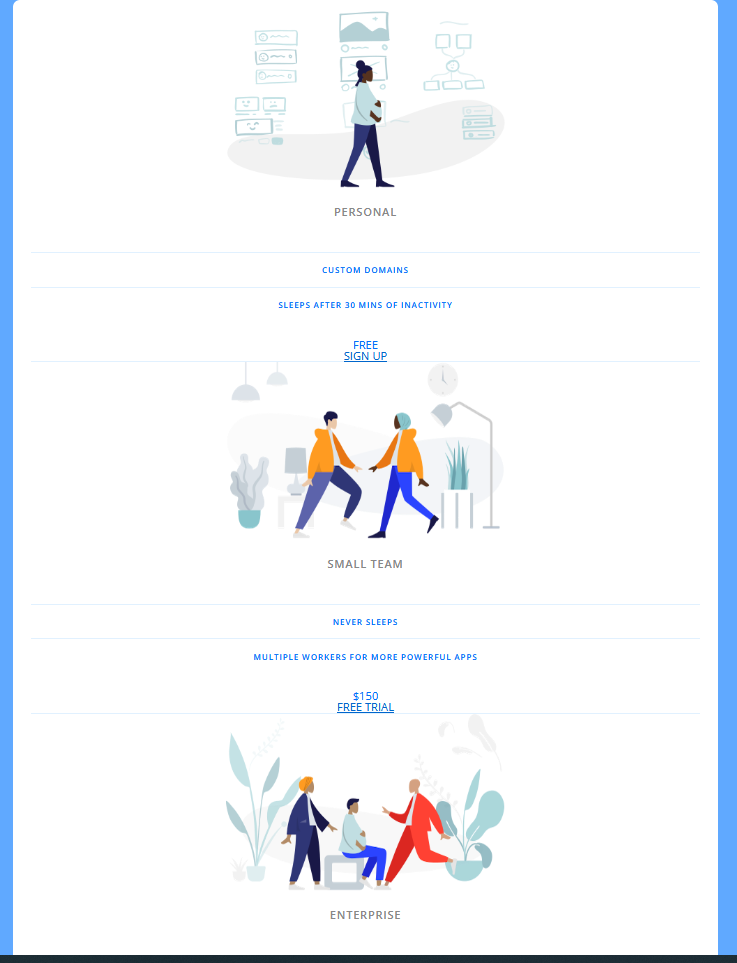 PERSONAL
CUSTOM DOMAINS
SLEEPS AFTER 30 MINS OF INACTIVITY
FREE
SIGN UP
SMALL TEAM
NEVER SLEEPS
MULTIPLE WORKERS FOR MORE POWERFUL APPS
$150
FREE TRIAL
ENTERPRISE